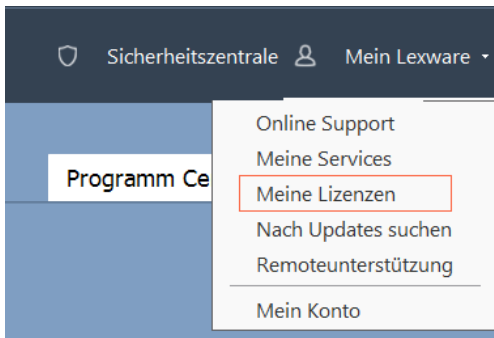 Sicherheitszentrale Mein Lexware
Online Support
Meine Services
Programm Ce
Meine Lizenzen
Nach Updates suchen
Remoteunterstützung
Mein Konto